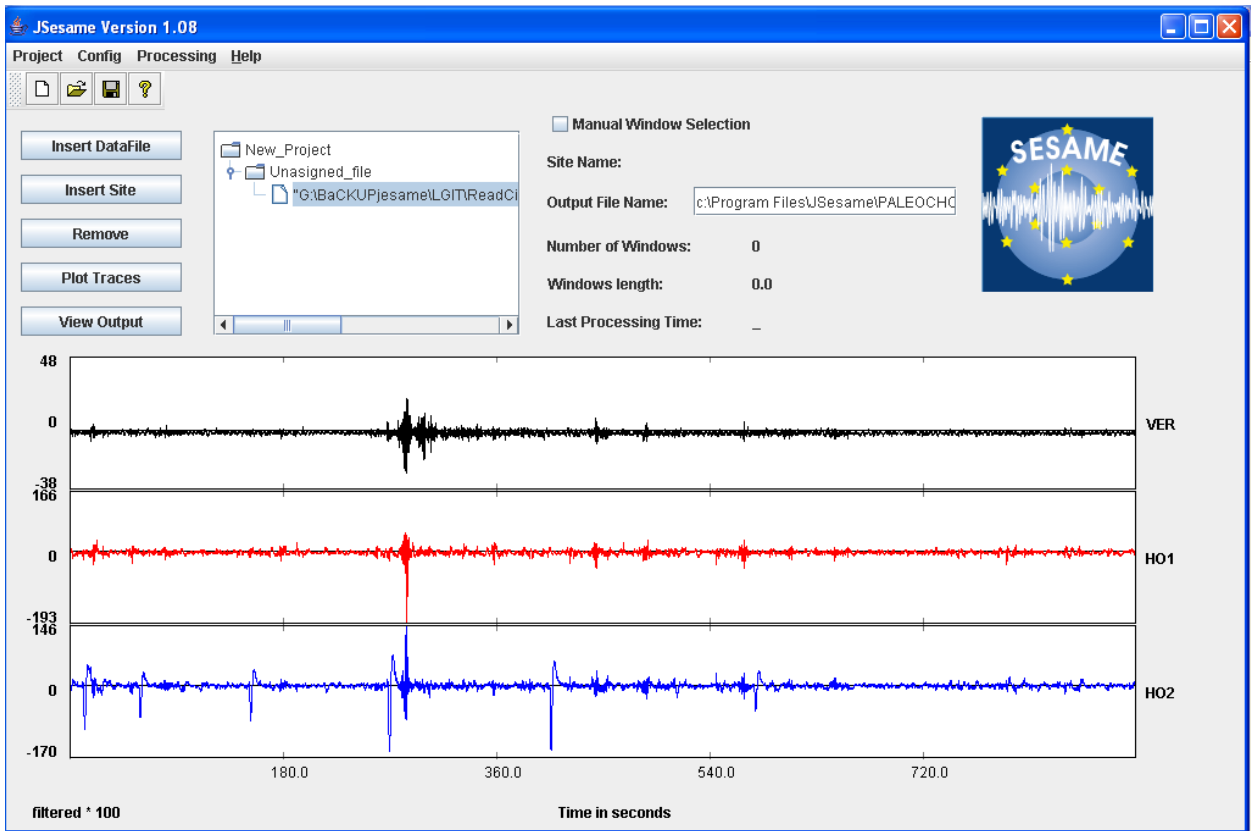 JSesame Version 1.08
Project Config Processing Help
Insert DataFile
Insert Site
Remove
Plot Traces
View Output
New_Project
Unasigned_file
"G:\BaCKUPjesame\LGIT\ReadCi
Manual Window Selection
Site Name:
Output File Name: c:\Program Files\JSesame\PALEOCHO
Number of Windows: 0
Windows length: 0.0
Last Processing Time: _
SESAME
48
0
-38
VER
166
0
-193
HO1
146
0
-170
HO2
180.0 360.0 540.0 720.0
filtered * 100
Time in seconds